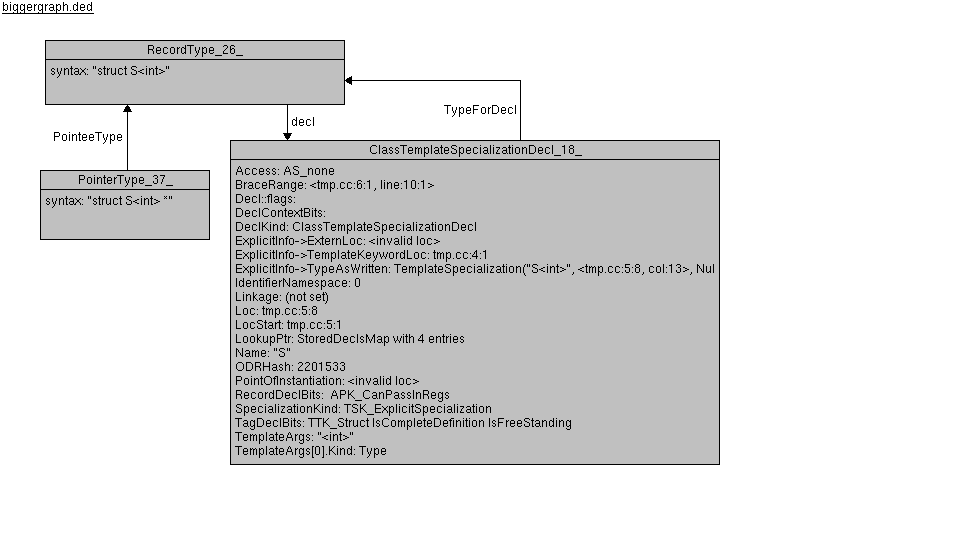 biggergraph.ded
RecordType_26_
syntax: "struct S<int>"
TypeForDecl
decl
PointeeType
ClassTemplateSpecializationDecl_18_
Access: AS_none
BraceRange: <tmp.cc:6:1, line:10:1>
Decl::flags:
DeclContextBits:
DeclKind: ClassTemplateSpecializationDecl
ExplicitInfo->ExternLoc: <invalid loc>
ExplicitInfo->TemplateKeywordLoc: tmp.cc:4:1
ExplicitInfo->TypeAsWritten: TemplateSpecialization("S<int>", <tmp.cc:5:8, col:13>, Nul
IdentifierNamespace: 0
Linkage: (not set)
Loc: tmp.cc:5:8
LocStart: tmp.cc:5:1
LookupPtr: StoredDeclsMap with 4 entries
Name: "S"
ODRHash: 2201533
PointOfInstantiation: <invalid loc>
RecordDeclBits:  APK_CanPassInRegs
SpecializationKind: TSK_ExplicitSpecialization
TagDeclBits: TTK_Struct IsCompleteDefinition IsFreeStanding
TemplateArgs: "<int>"
TemplateArgs[0].Kind: Type
PointerType_37_
syntax: "struct S<int> *"